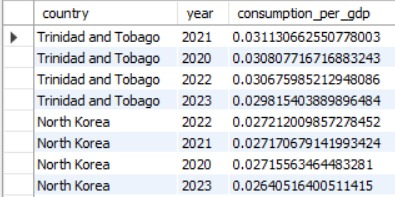 country year consumption_per_gdp
Trinidad and Tobago 2021 0.031130662550778003
Trinidad and Tobago 2020 0.030807716716883243
Trinidad and Tobago 2022 0.030675985212948086
Trinidad and Tobago 2023 0.029815403889896484
North Korea 2022 0.027212009857278452
North Korea 2021 0.027170679141993424
North Korea 2020 0.02715563464483281
North Korea 2023 0.02640516400511415